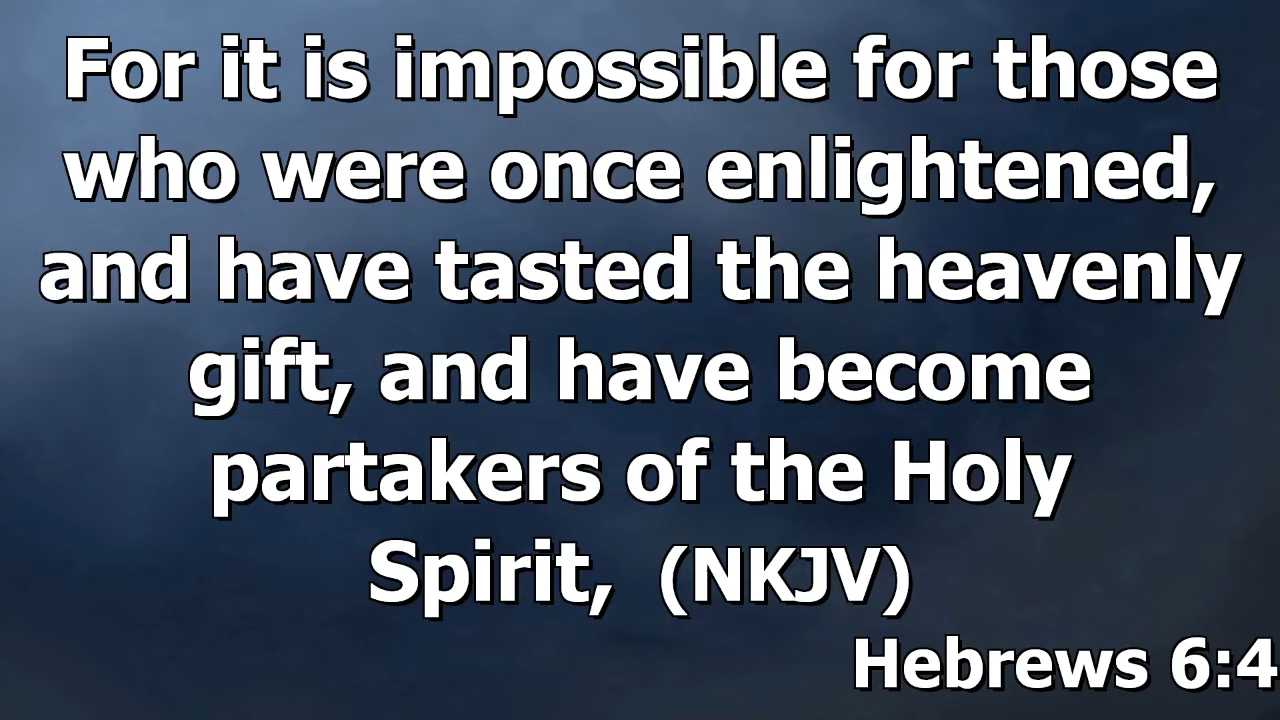 For it is impossible for those
who were once enlightened,
and have tasted the heavenly
gift, and have become
partakers of the Holy
Spirit, (NKJV)
Hebrews 6:4